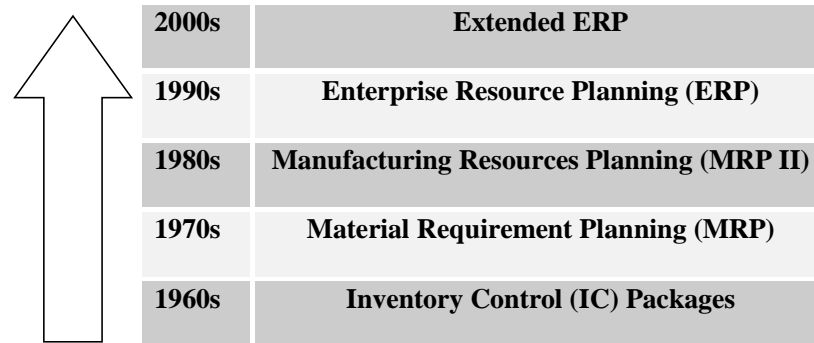 2000s Extended ERP
1990s Enterprise Resource Planning (ERP)
1980s Manufacturing Resources Planning (MRP II)
1970s Material Requirement Planning (MRP)
1960s Inventory Control (IC) Packages